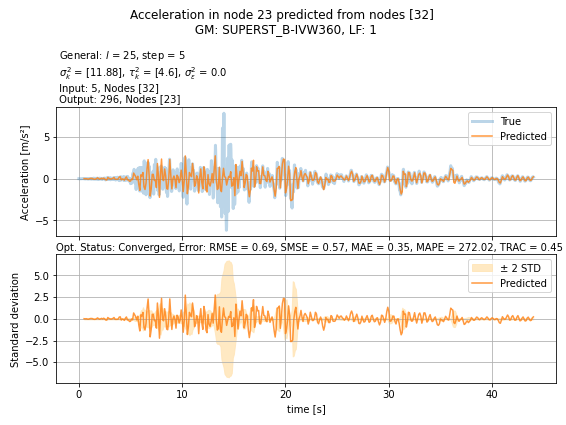 Acceleration in node 23 predicted from nodes [32]
GM: SUPERST_B-IVW360, LF: 1
General: l = 25, step = 5
σ²ₖ = [11.88], τ²ₖ = [4.6], σ²ε = 0.0
Input: 5, Nodes [32]
Output: 296, Nodes [23]
True
Predicted
Acceleration [m/s²]
5
0
−5
Opt. Status: Converged, Error: RMSE = 0.69, SMSE = 0.57, MAE = 0.35, MAPE = 272.02, TRAC = 0.45
± 2 STD
Predicted
Standard deviation
5.0
2.5
0.0
−2.5
−5.0
0 10 20 30 40
time [s]